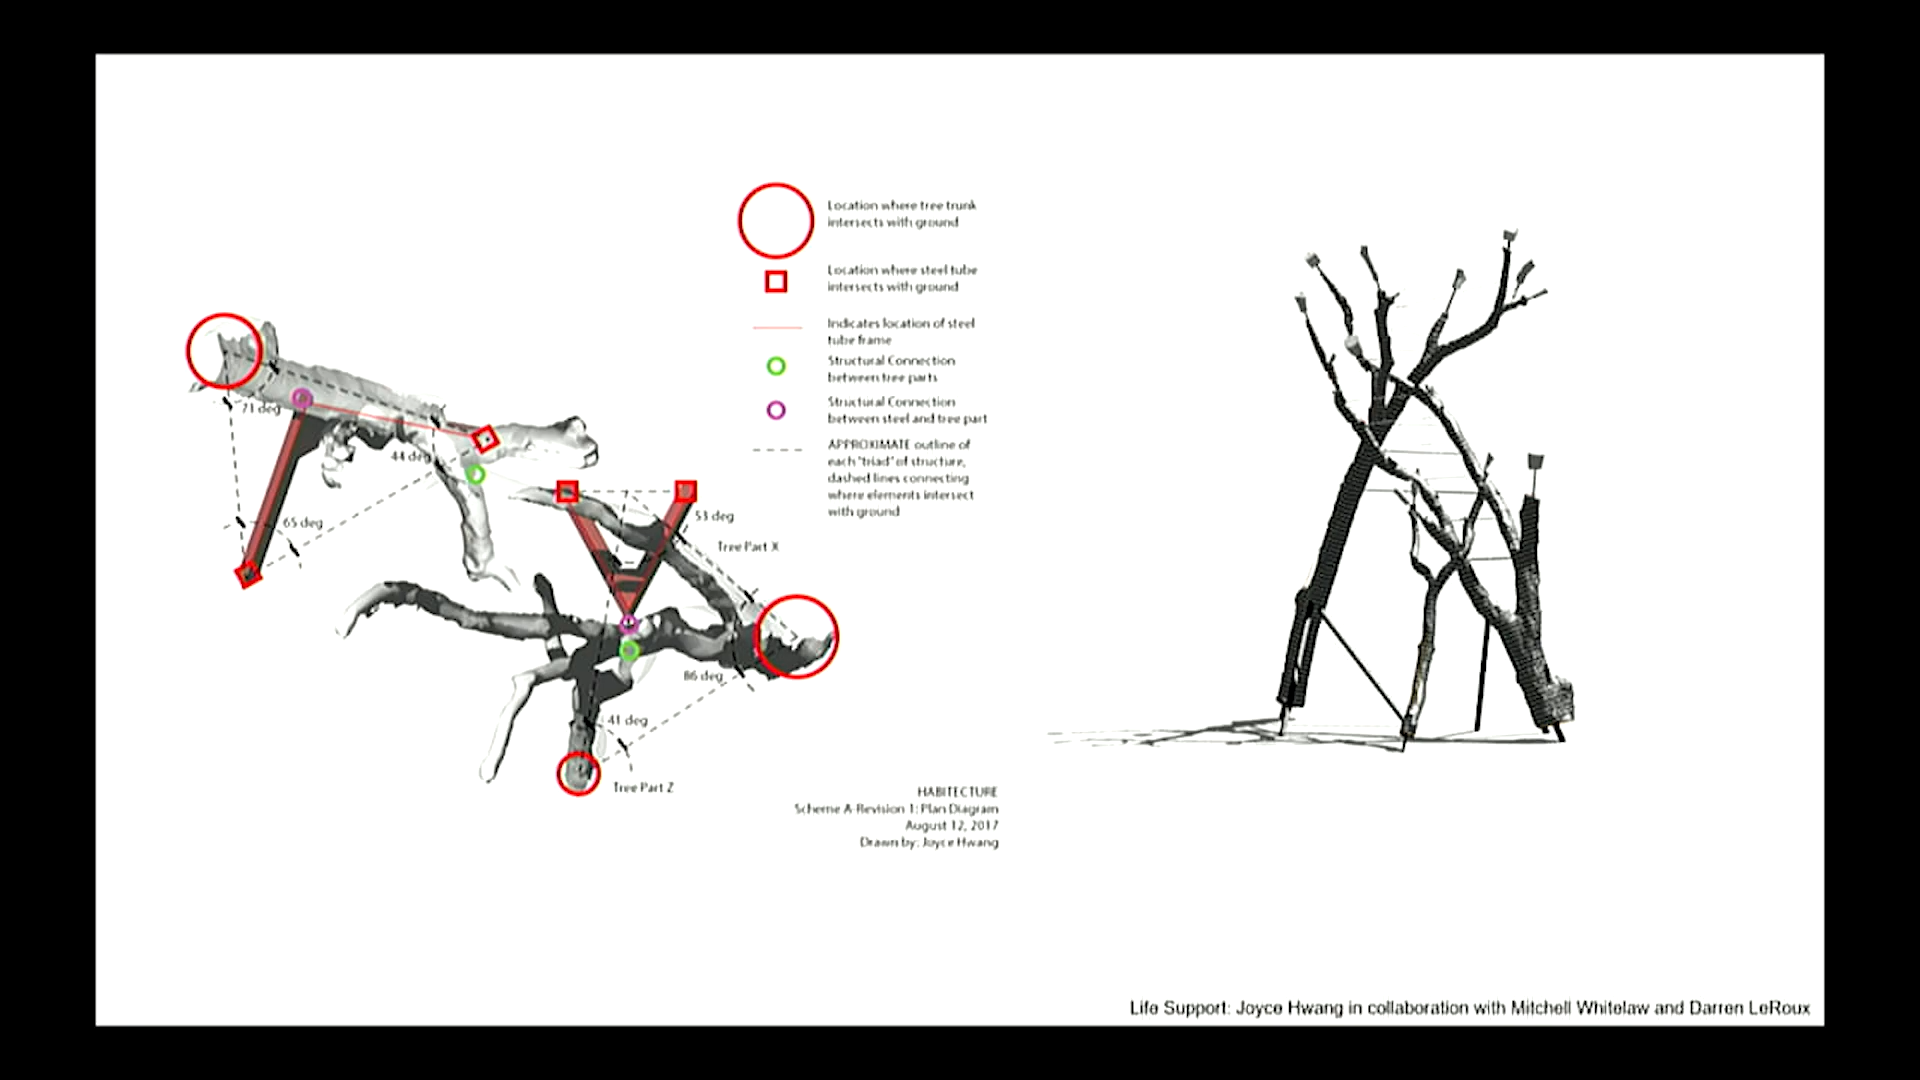 Location where tree trunk
intersects with ground
Location where steel tube
intersects with ground
Indicates location of steel
tube frame
Structural Connection
between tree parts
Structural Connection
between steel and tree part
APPROXIMATE outline of
each "triad" of structure,
dashed lines connecting
where elements intersect
with ground
71 deg
44 deg
65 deg
53 deg
Tree Part X
86 deg
41 deg
Tree Part Z
HABITECTURE
Scheme A-Revision 1: Plan Diagram
August 12, 2017
Drawn by: Joyce Hwang
Life Support: Joyce Hwang in collaboration with Mitchell Whitelaw and Darren LeRoux